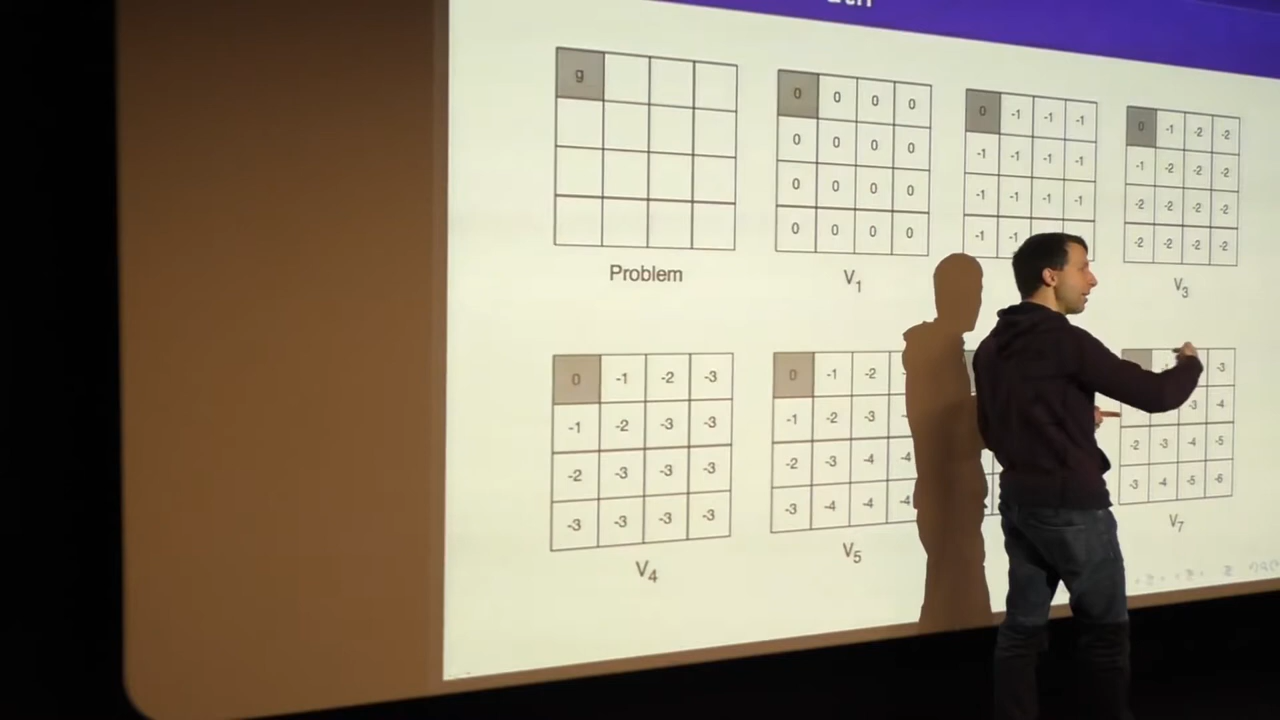 g
0 0 0 0
0 0 0 0
0 0 0 0
0 0 0 0
0 -1 -1 -1
-1 -1 -1 -1
-1 -1 -1 -1
-1 -1
0 -1 -2 -2
-1 -2 -2 -2
-2 -2 -2 -2
-2 -2 -2 -2
Problem
V1
V3
0 -1 -2 -3
-1 -2 -3 -3
-2 -3 -3 -3
-3 -3 -3 -3
0 -1 -2
-1 -2 -3
-2 -3 -4 -4
-3 -4 -4 -4
-3
-3 -4
-2 -3 -4 -5
-3 -4 -5 -6
V4
V5
V7